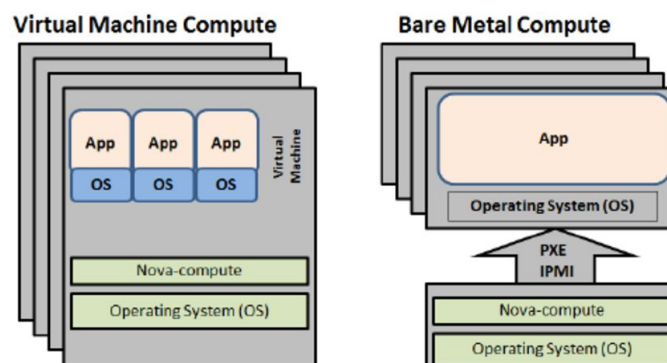 Virtual Machine Compute
App App App
OS OS OS
Virtual
Machine
Nova-compute
Operating System (OS)
Bare Metal Compute
App
Operating System (OS)
PXE
IPMI
Nova-compute
Operating System (OS)